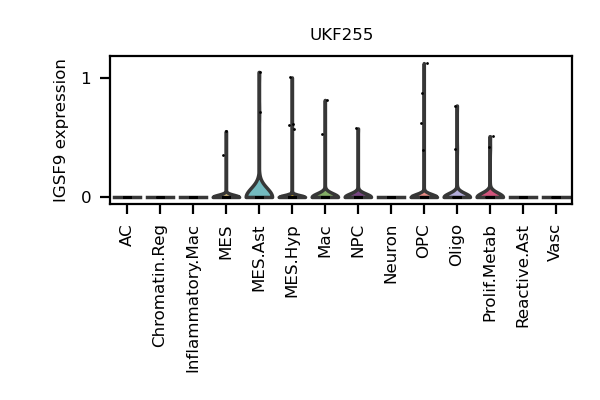 UKF255
IGSF9 expression
1
0
AC
Chromatin.Reg
Inflammatory.Mac
MES
MES.Ast
MES.Hyp
Mac
NPC
Neuron
OPC
Oligo
Prolif.Metab
Reactive.Ast
Vasc